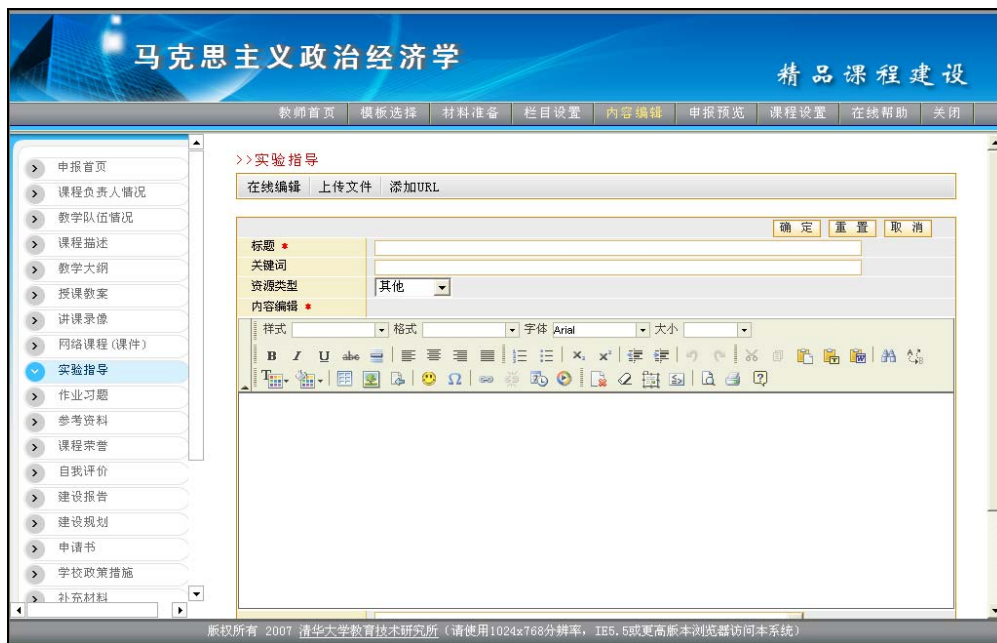 马克思主义政治经济学
精品课程建设
教师首页 模板选择 材料准备 栏目设置 内容编辑 申报预览 课程设置 在线帮助 关闭
申报首页
课程负责人情况
教学队伍情况
课程描述
教学大纲
授课教案
讲课录像
网络课程(课件)
实验指导
作业习题
参考资料
课程荣誉
自我评价
建设报告
建设规划
申请书
学校政策措施
补充材料
>>实验指导
在线编辑 上传文件 添加URL
确 定 重 置 取 消
标题 *
关键词
资源类型 其他
内容编辑 *
样式 格式 字体 Arial 大小
版权所有 2007 清华大学教育技术研究所（请使用1024x768分辨率，IE5.5或更高版本浏览器访问本系统）